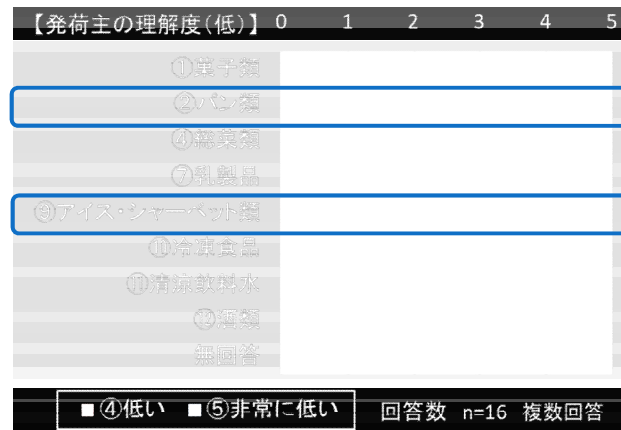 【発荷主の理解度(低)】 0 1 2 3 4 5
①菓子類
②パン類
④総菜類
⑦乳製品
⑨アイス・シャーベット類
⑩冷凍食品
⑪清涼飲料水
⑫酒類
無回答
■④低い ■⑤非常に低い 回答数 n=16 複数回答